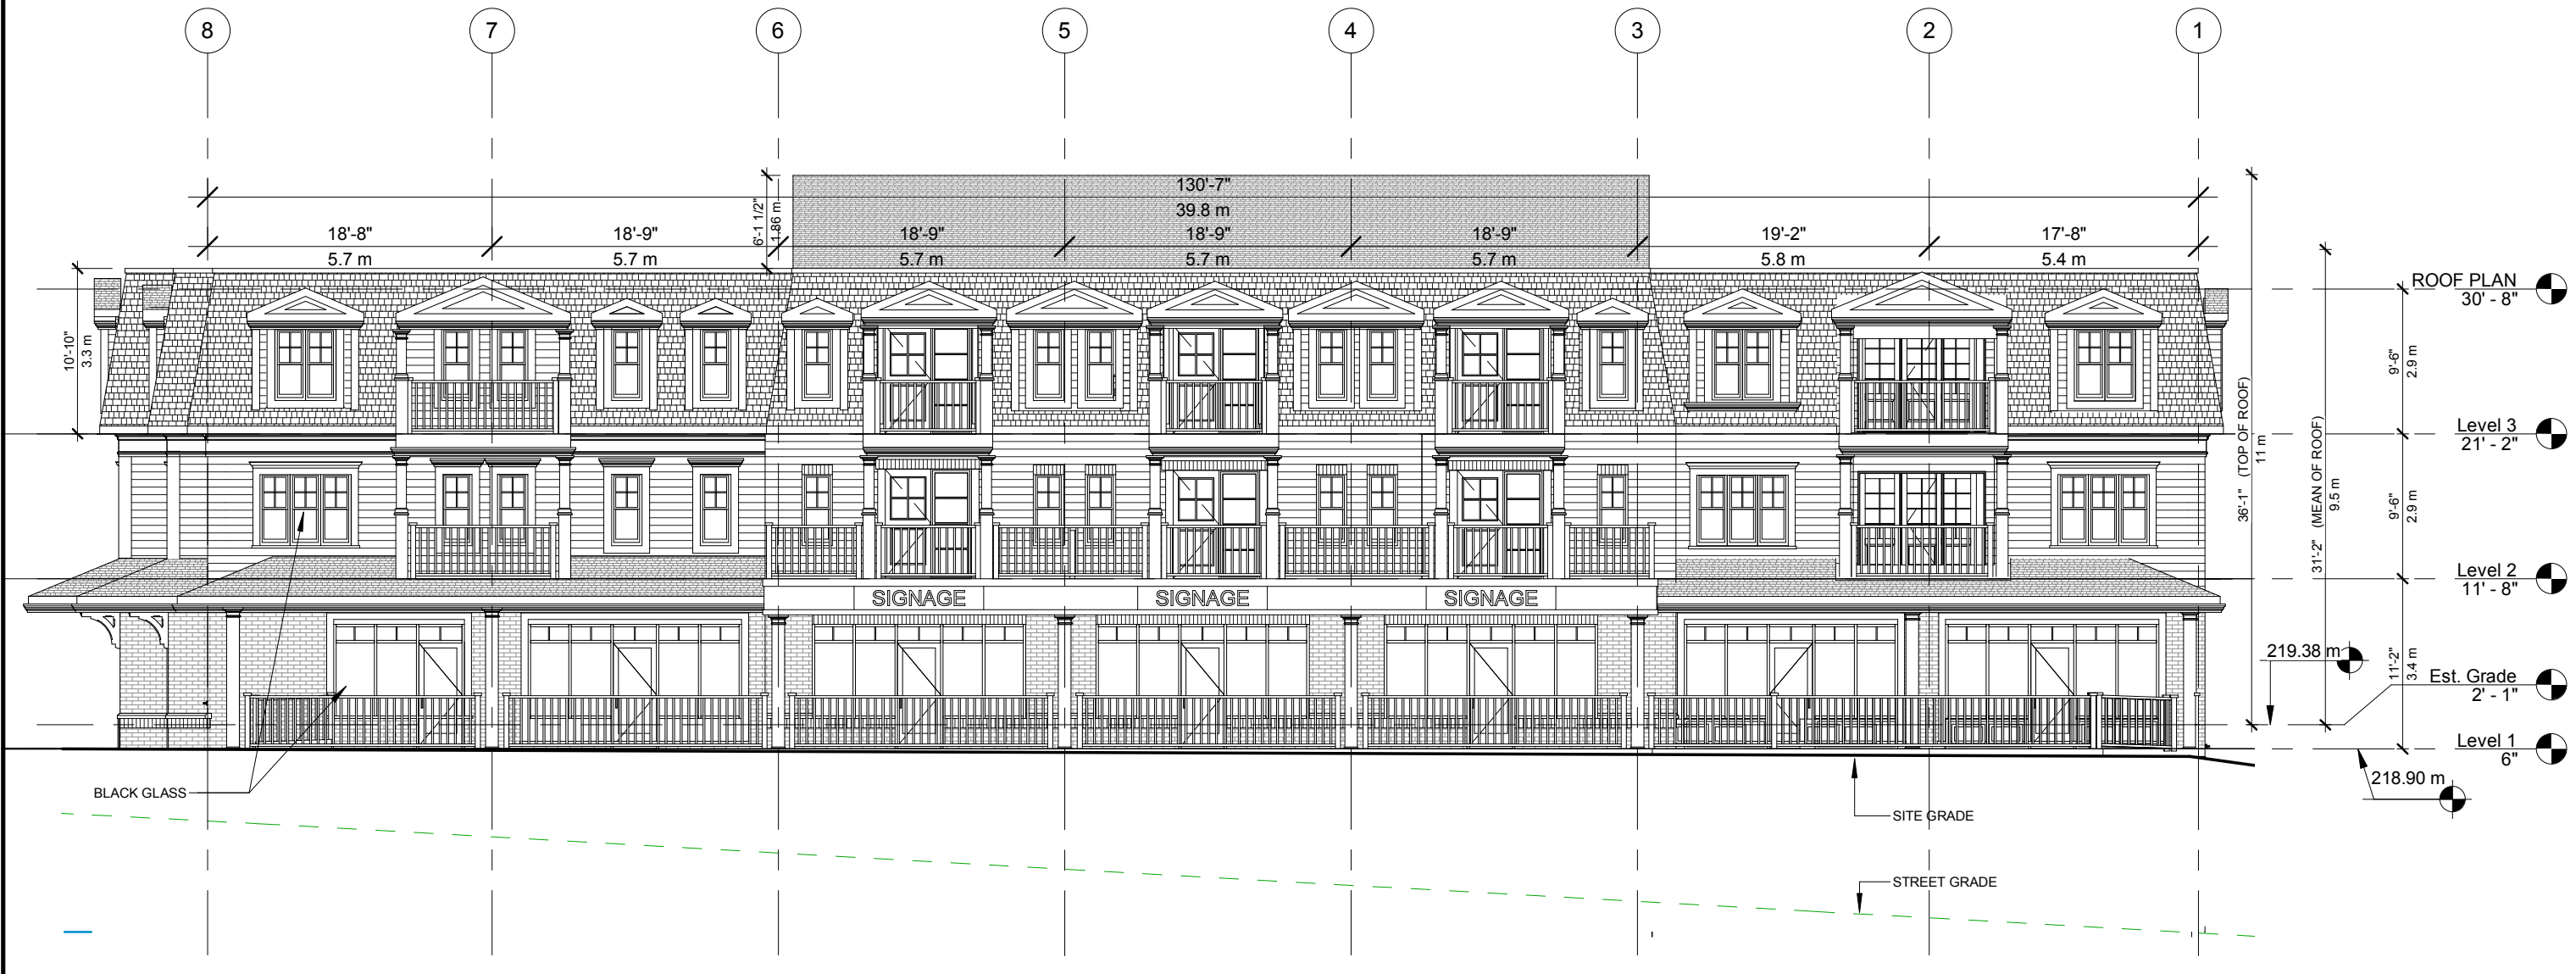 8 7 6 5 4 3 2 1
130'-7"
39.8 m
18'-8" 18'-9" 18'-9" 18'-9" 18'-9" 19'-2" 17'-8"
5.7 m 5.7 m 5.7 m 5.7 m 5.7 m 5.8 m 5.4 m
6'-1 1/2"
1.86 m
10'-10"
3.3 m
ROOF PLAN
30' - 8"
9'-6"
2.9 m
Level 3
21' - 2"
36'-1" (TOP OF ROOF)
11 m
31'-2" (MEAN OF ROOF)
9.5 m
9'-6"
2.9 m
Level 2
11' - 8"
SIGNAGE SIGNAGE SIGNAGE
219.38 m
11'-2"
3.4 m
Est. Grade
2' - 1"
Level 1
6"
218.90 m
BLACK GLASS
SITE GRADE
STREET GRADE